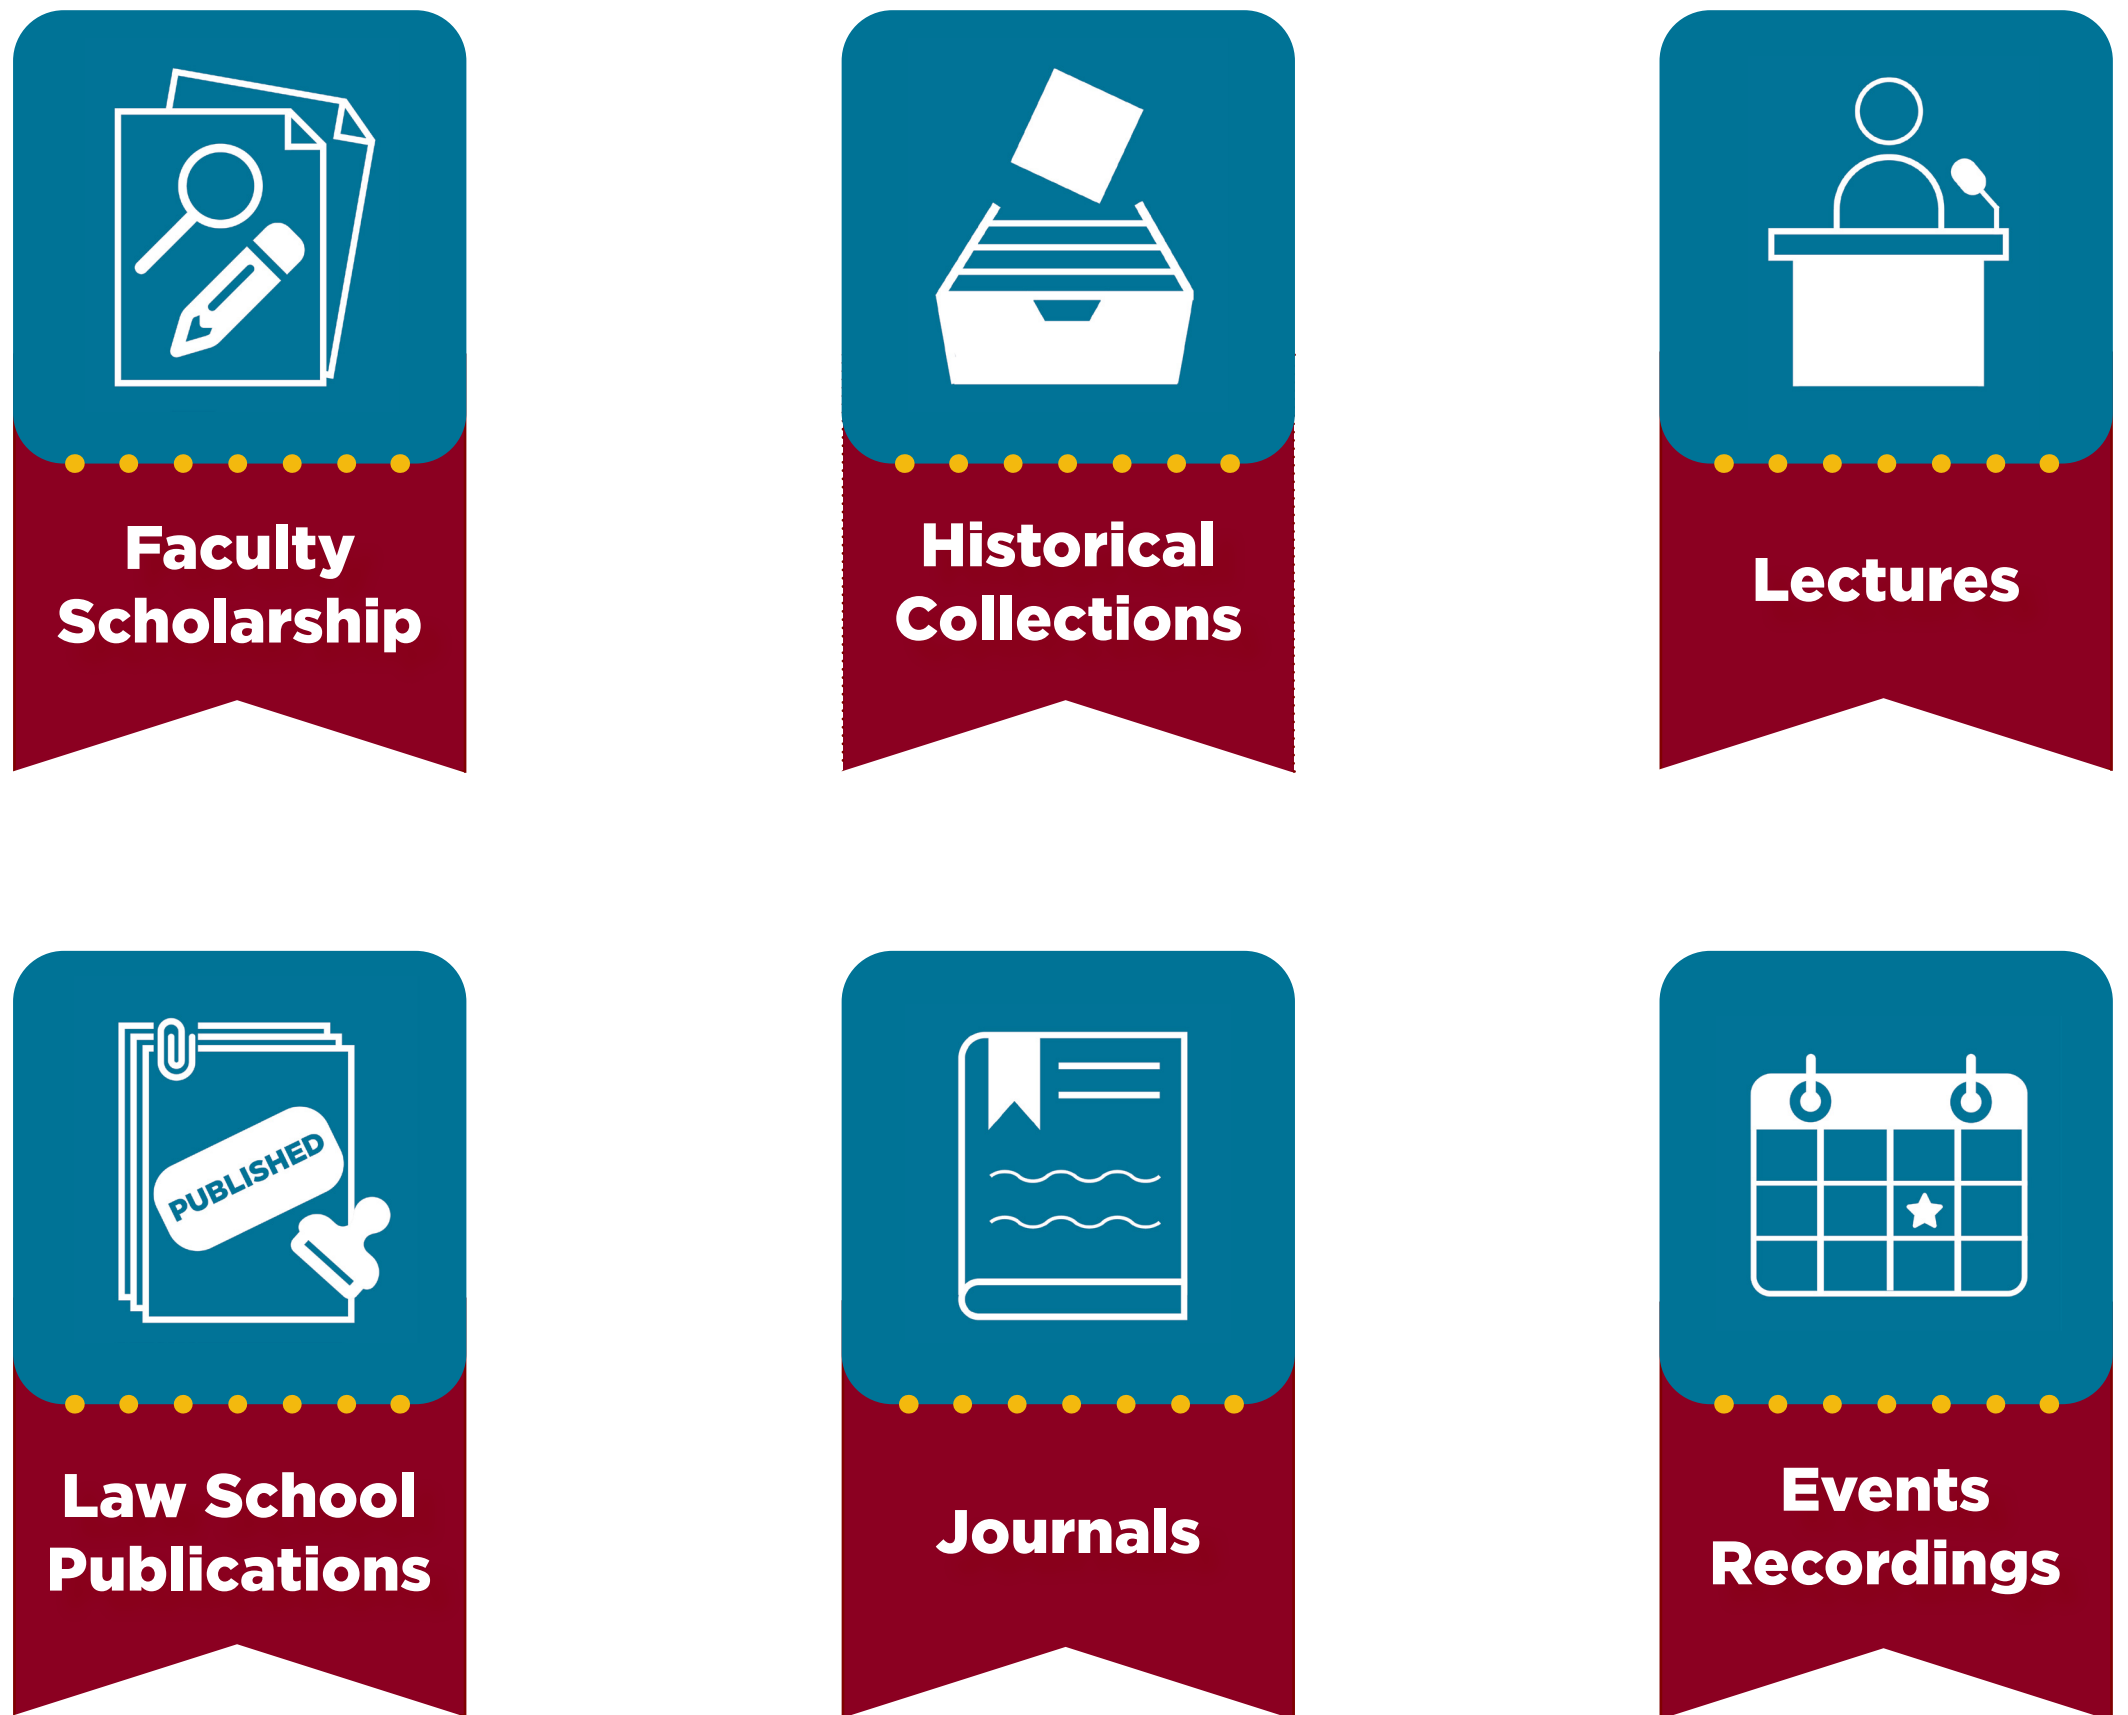 Faculty
Scholarship
Historical
Collections
Lectures
PUBLISHED
Law School
Publications
Journals
Events
Recordings